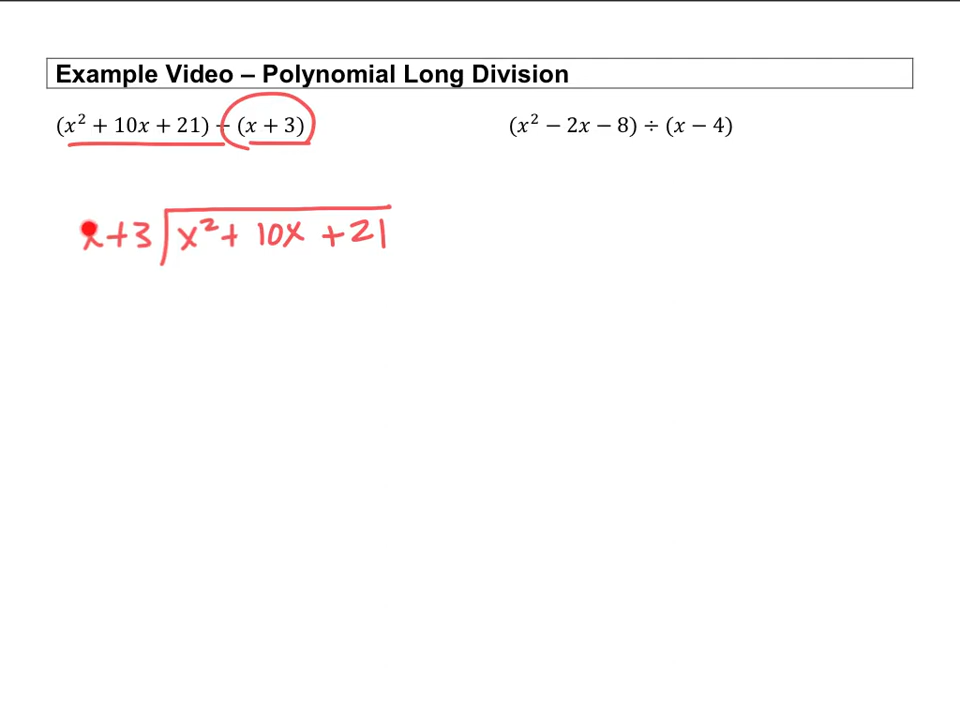 Example Video – Polynomial Long Division
(x² + 10x + 21) ÷ (x + 3)
(x² − 2x − 8) ÷ (x − 4)
x+3 x²+ 10x +21